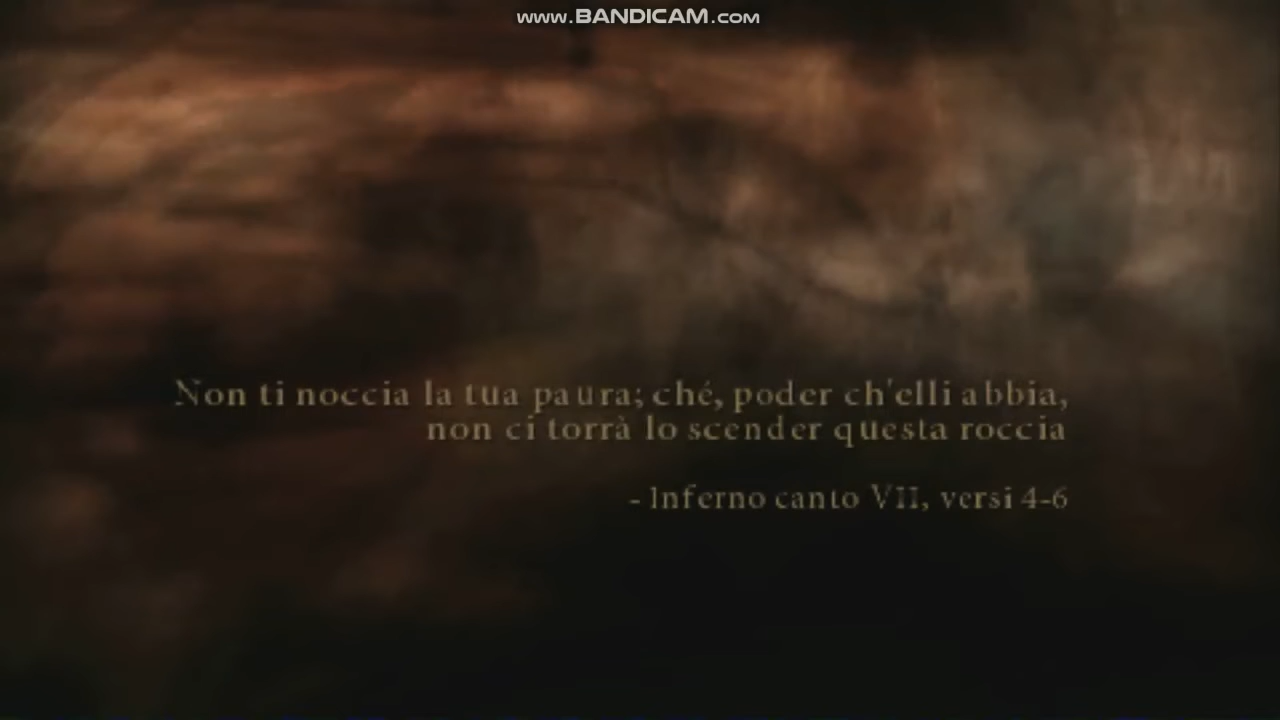 www.BANDICAM.com
Non ti noccia la tua paura; ché, poder ch'elli abbia,
non ci torrà lo scender questa roccia
- Inferno canto VII, versi 4-6